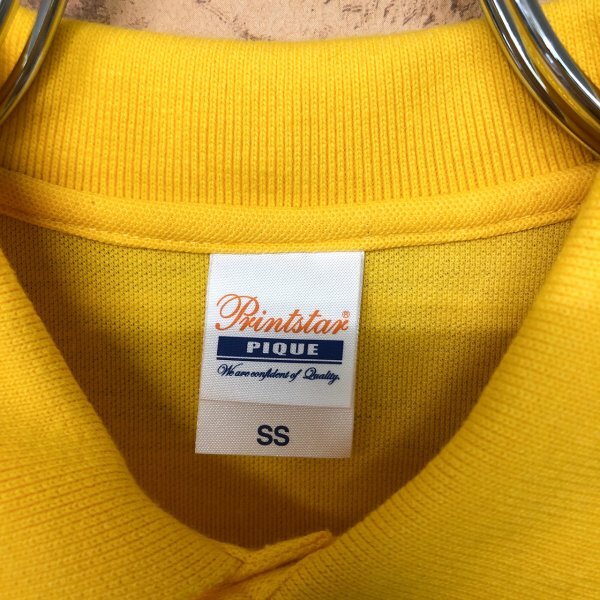 Printstar®
PIQUE
We are confident of Quality.
SS